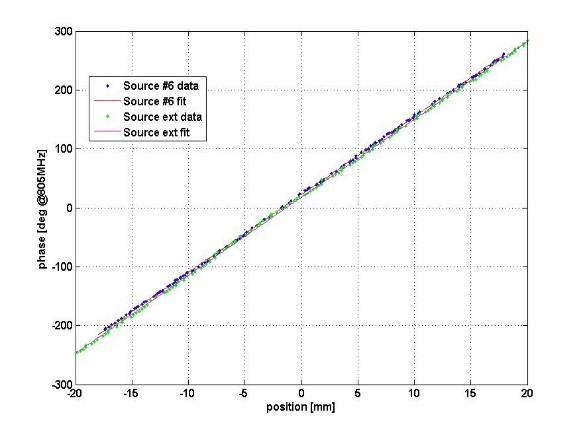 300
200
100
0
-100
-200
-300
phase [deg @805MHz]
Source #6 data
Source #6 fit
Source ext data
Source ext fit
-20 -15 -10 -5 0 5 10 15 20
position [mm]